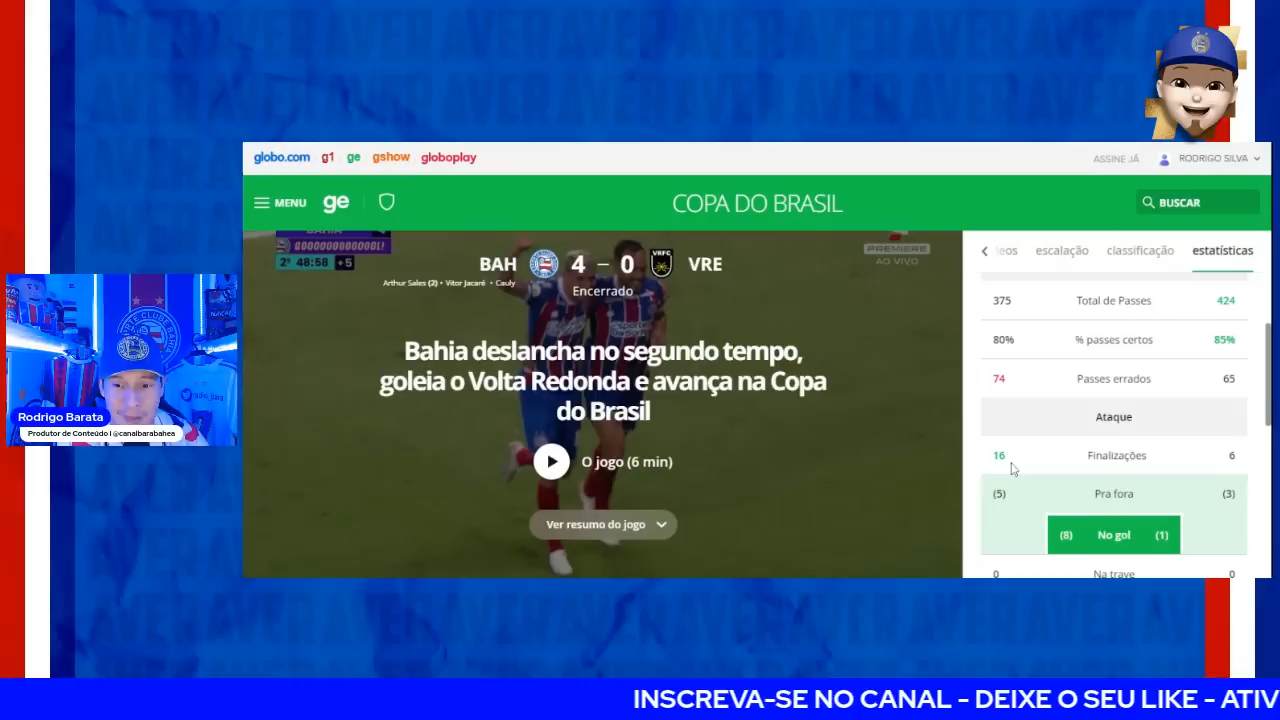 globo.com g1 ge gshow globoplay
ASSINE JÁ RODRIGO SILVA
MENU ge
COPA DO BRASIL
BUSCAR
BAHIA
GOOOOOOOOOOOOL!
2º 48:58 +5
PREMIERE
AO VIVO
BAH 4 – 0 VRE
VRFC
Arthur Sales (2) • Vitor Jacaré • Cauly
Encerrado
Bahia deslancha no segundo tempo,
goleia o Volta Redonda e avança na Copa
do Brasil
O jogo (6 min)
Ver resumo do jogo
eos escalação classificação estatísticas
375 Total de Passes 424
80% % passes certos 85%
74 Passes errados 65
Ataque
16 Finalizações 6
(5) Pra fora (3)
(8) No gol (1)
0 Na trave 0
Rodrigo Barata
Produtor de Conteúdo | @canalbarabahea
INSCREVA-SE NO CANAL - DEIXE O SEU LIKE - ATIV